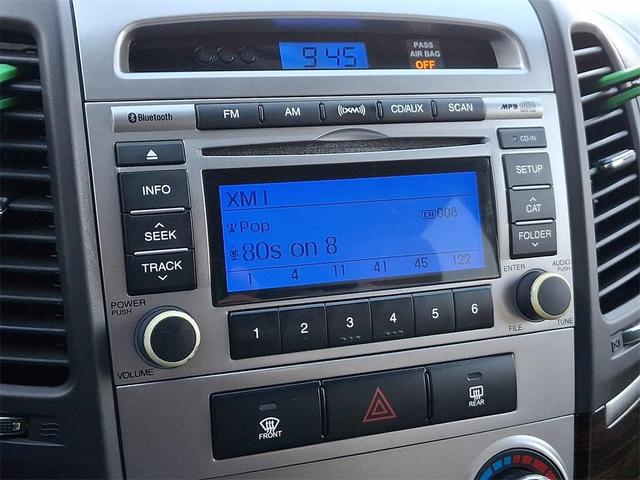 9:45
PASS
AIR BAG
OFF
Bluetooth
FM
AM
((XM))
CD/AUX
SCAN
MP3
CD-IN
INFO
SEEK
TRACK
XM1
CH 008
Pop
80s on 8
1 4 11 41 45 122
SETUP
CAT
FOLDER
POWER
PUSH
VOLUME
1 2 3 4 5 6
ENTER
AUDIO
PUSH
FILE
TUNE
FRONT
REAR